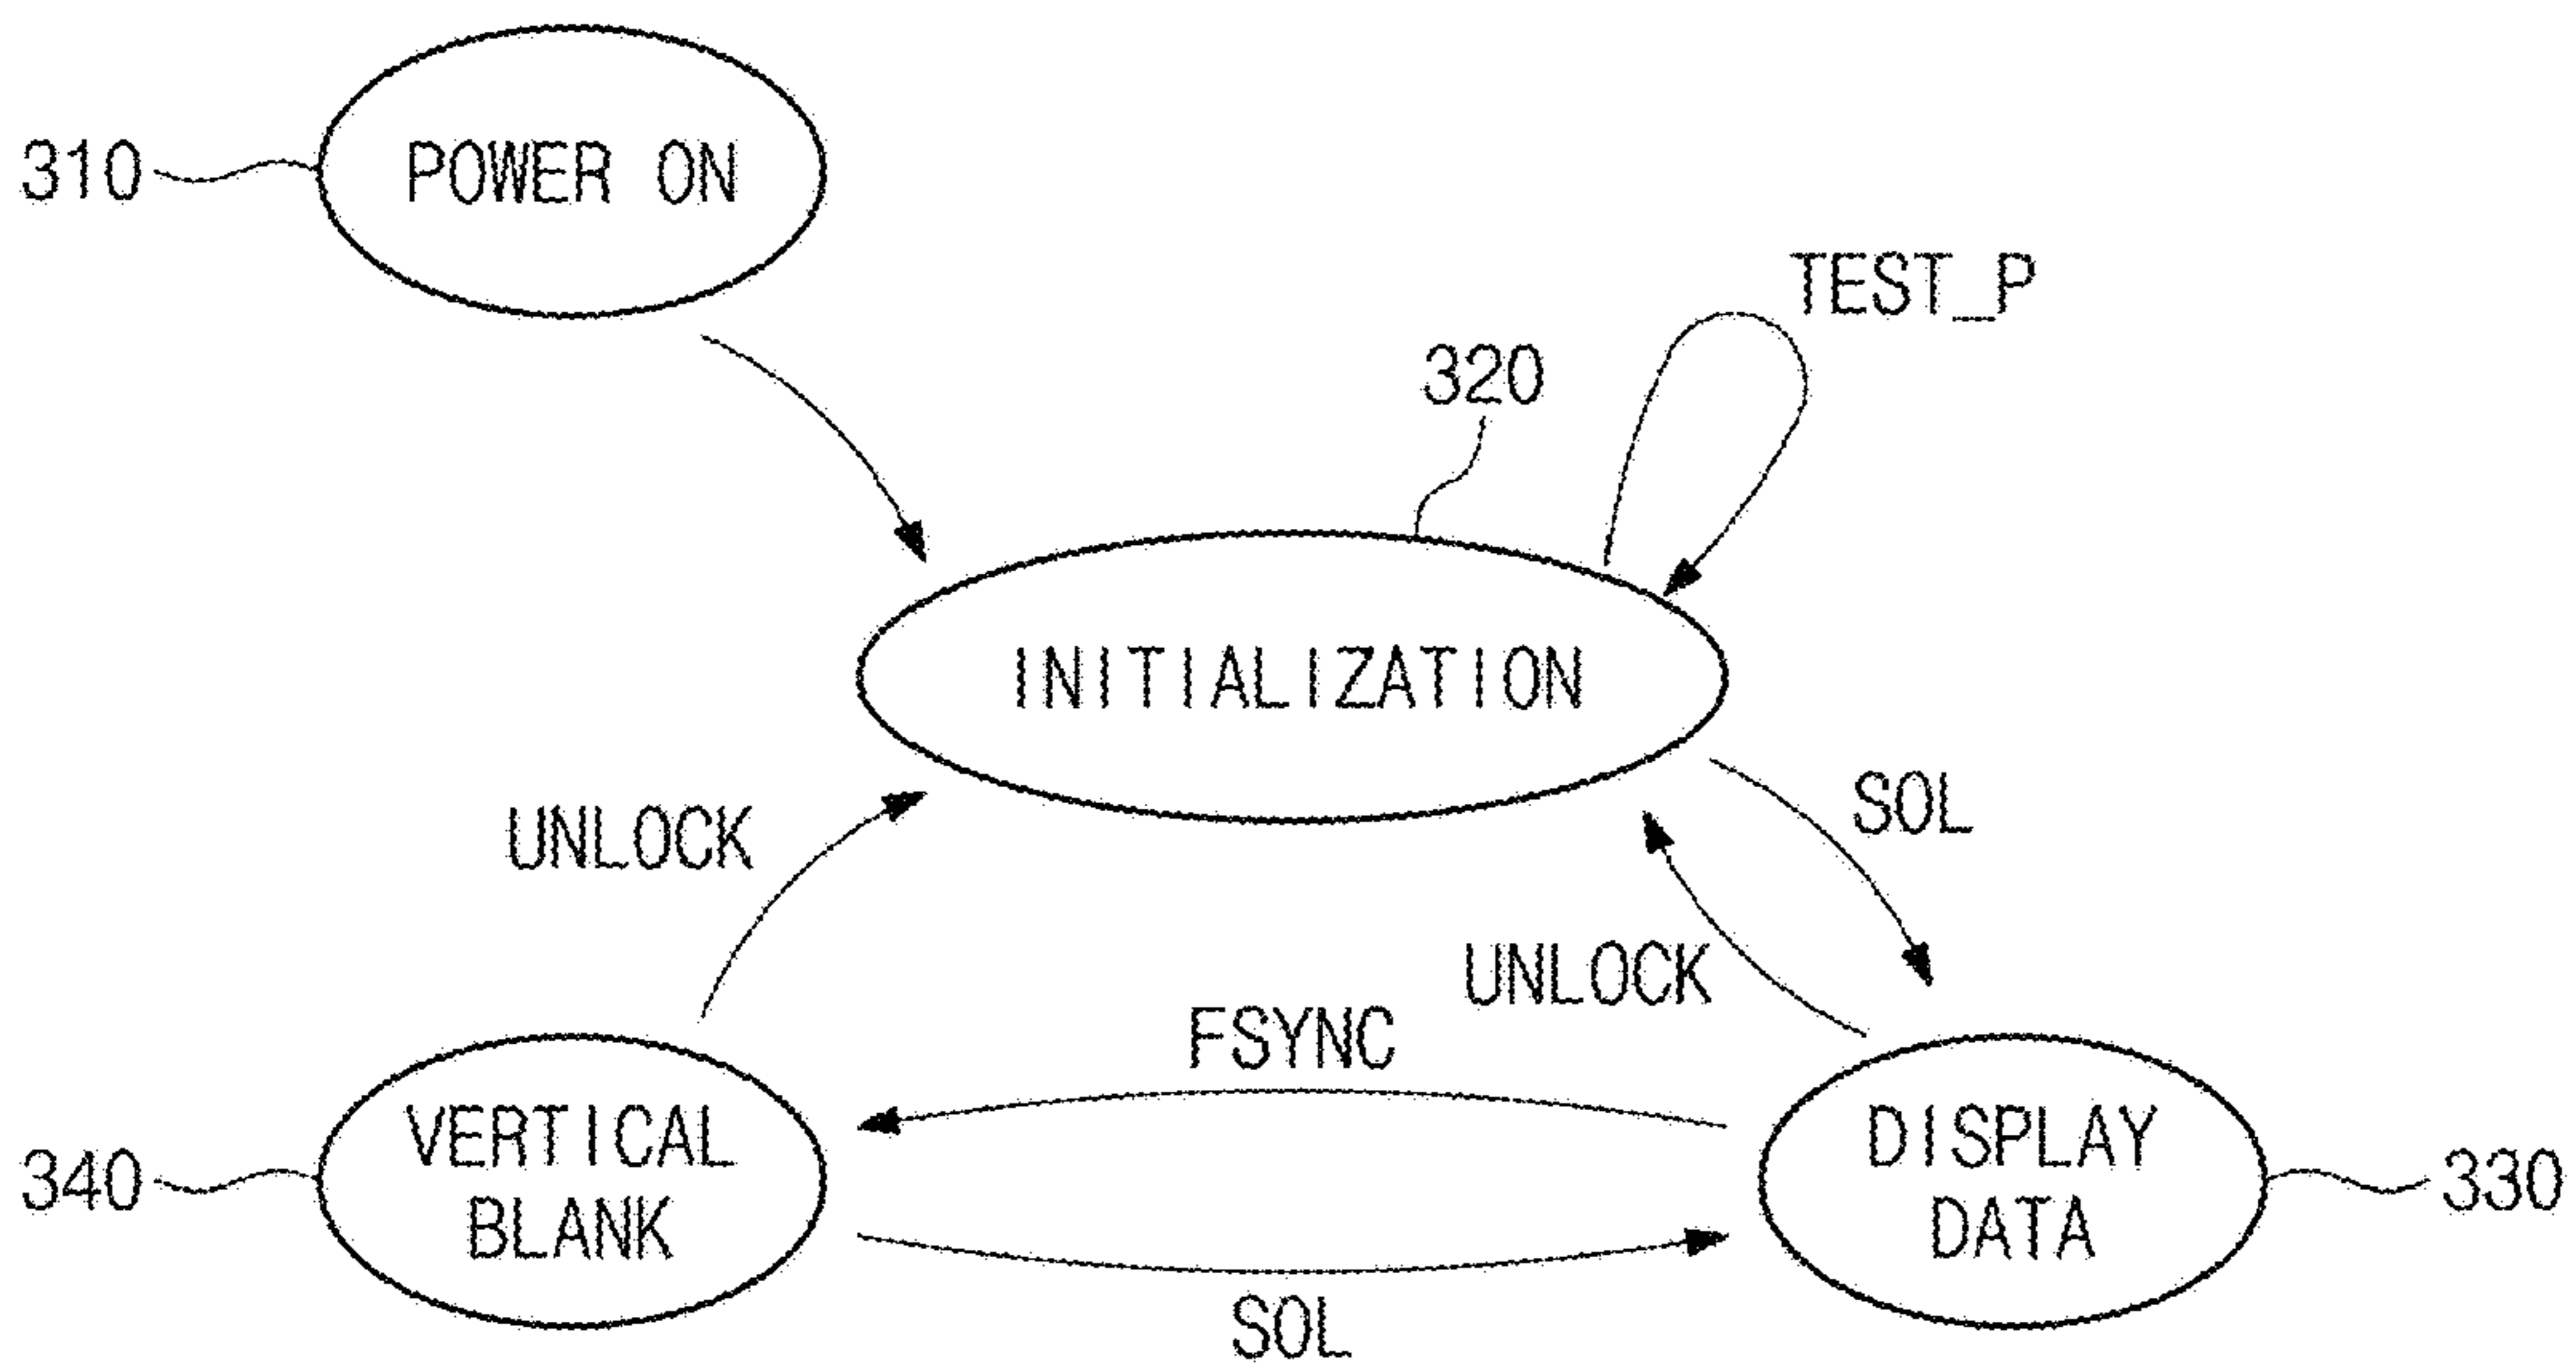 310
POWER ON
TEST_P
320
INITIALIZATION
UNLOCK
SOL
UNLOCK
FSYNC
340
VERTICAL
BLANK
DISPLAY
DATA
330
SOL